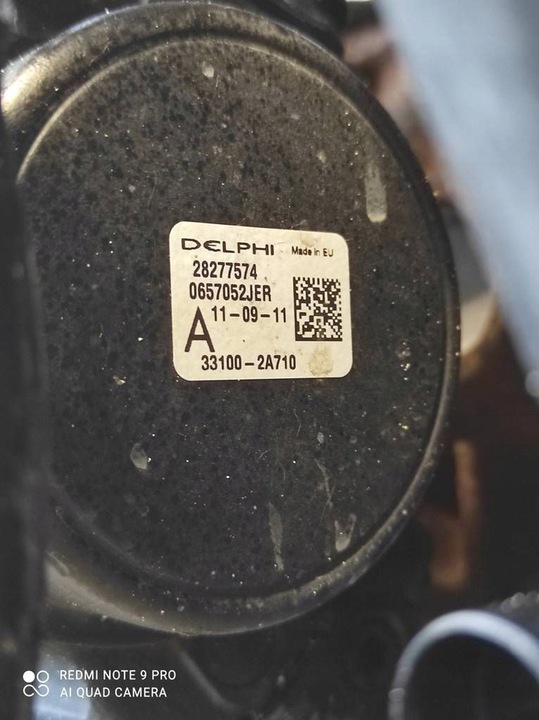 DELPHI Made in EU
28277574
0657052JER
11-09-11
A
33100-2A710
REDMI NOTE 9 PRO
AI QUAD CAMERA